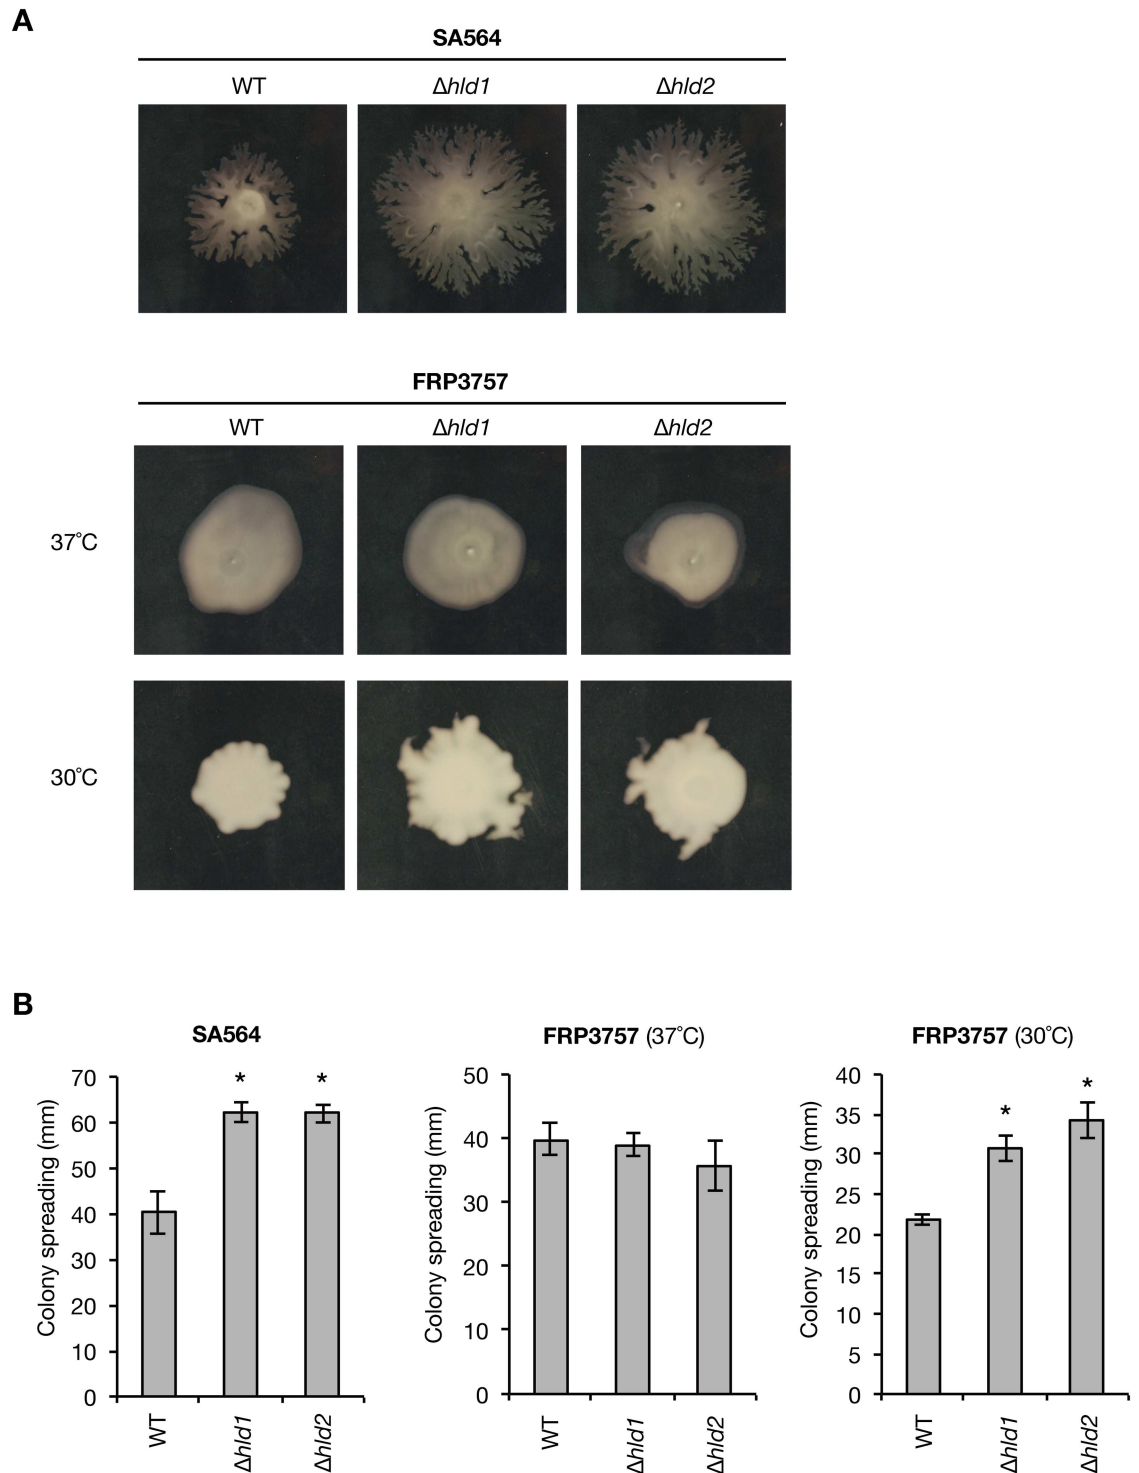 A
SA564
WT Δhld1 Δhld2
FRP3757
WT Δhld1 Δhld2
37°C
30°C
B
SA564
Colony spreading (mm)
70
60
50
40
30
20
10
0
WT Δhld1 Δhld2
FRP3757 (37°C)
Colony spreading (mm)
50
40
30
20
10
0
WT Δhld1 Δhld2
FRP3757 (30°C)
Colony spreading (mm)
40
35
30
25
20
15
10
5
0
WT Δhld1 Δhld2
* *
* *